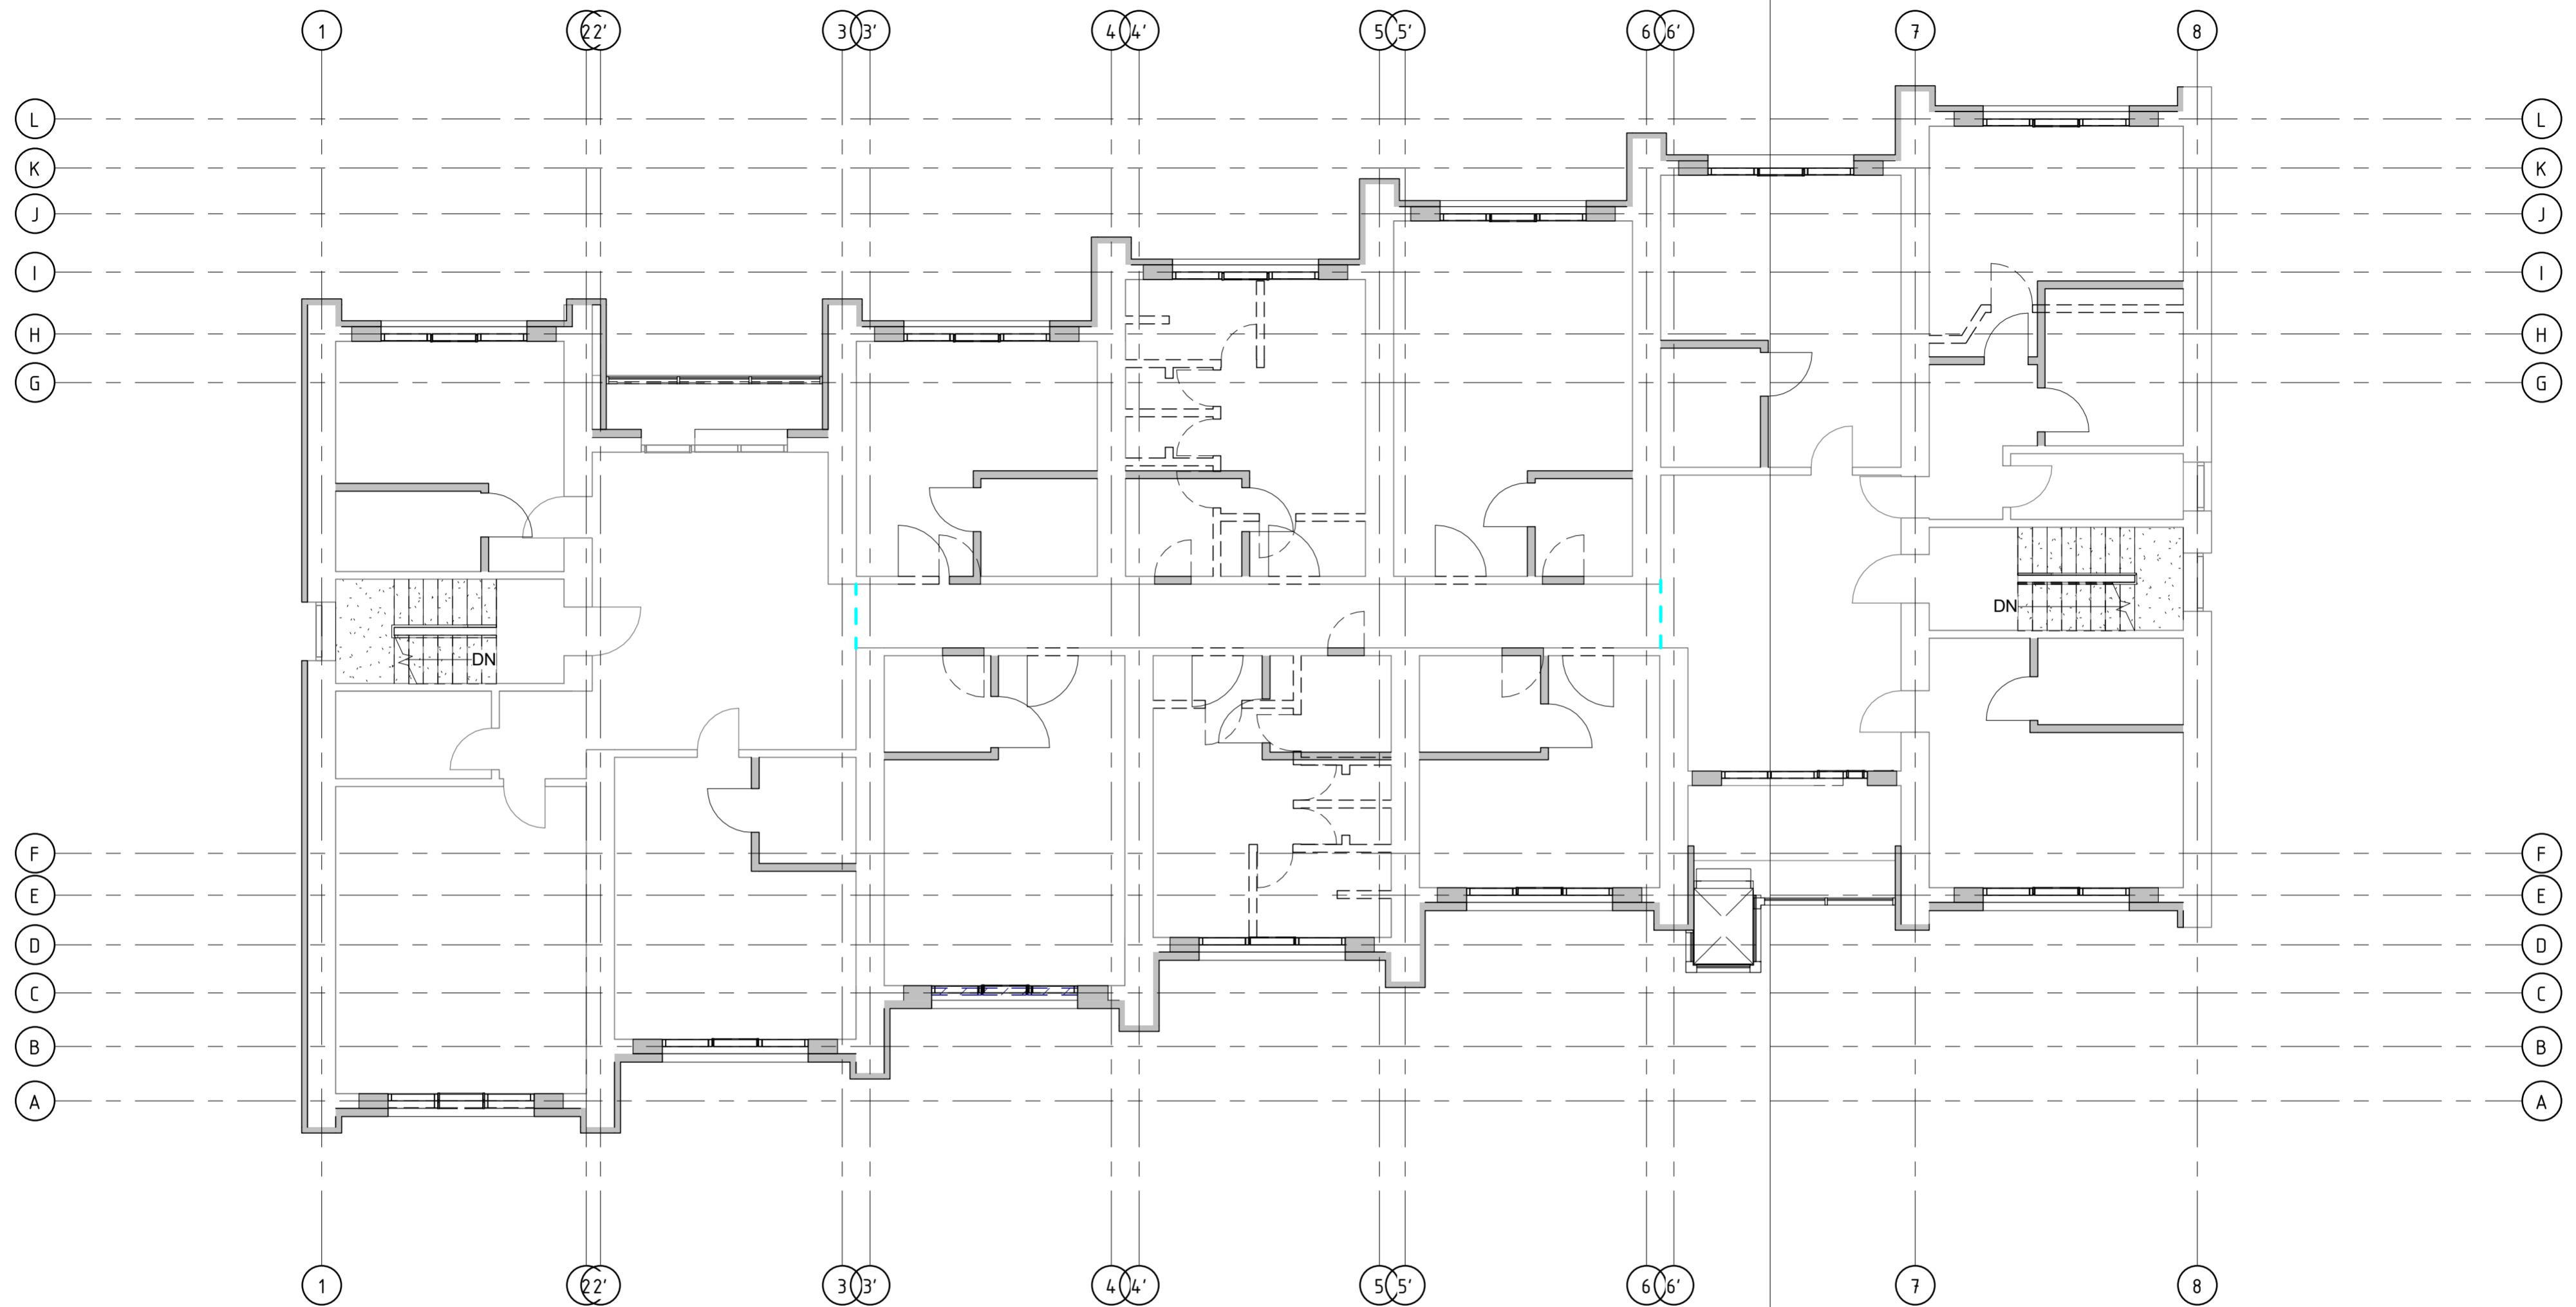 1 2 2' 3 3' 4 4' 5 5' 6 6' 7 8
L L
K K
J J
I I
H H
G G
DN
DN
F F
E E
D D
C C
B B
A A
1 2 2' 3 3' 4 4' 5 5' 6 6' 7 8